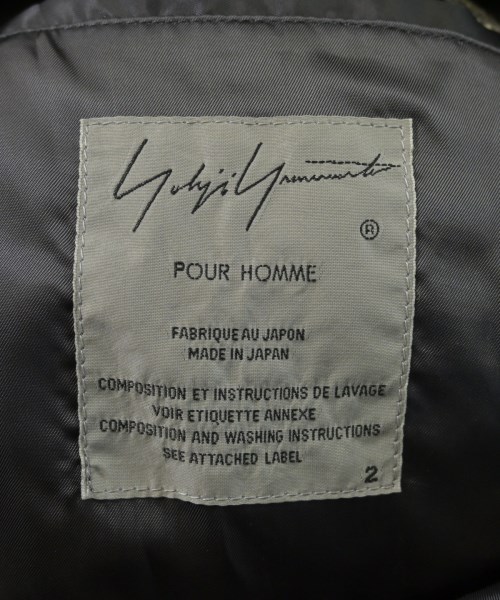 Yohji Yamamoto
®
POUR HOMME
FABRIQUE AU JAPON
MADE IN JAPAN
COMPOSITION ET INSTRUCTIONS DE LAVAGE
VOIR ETIQUETTE ANNEXE
COMPOSITION AND WASHING INSTRUCTIONS
SEE ATTACHED LABEL
2